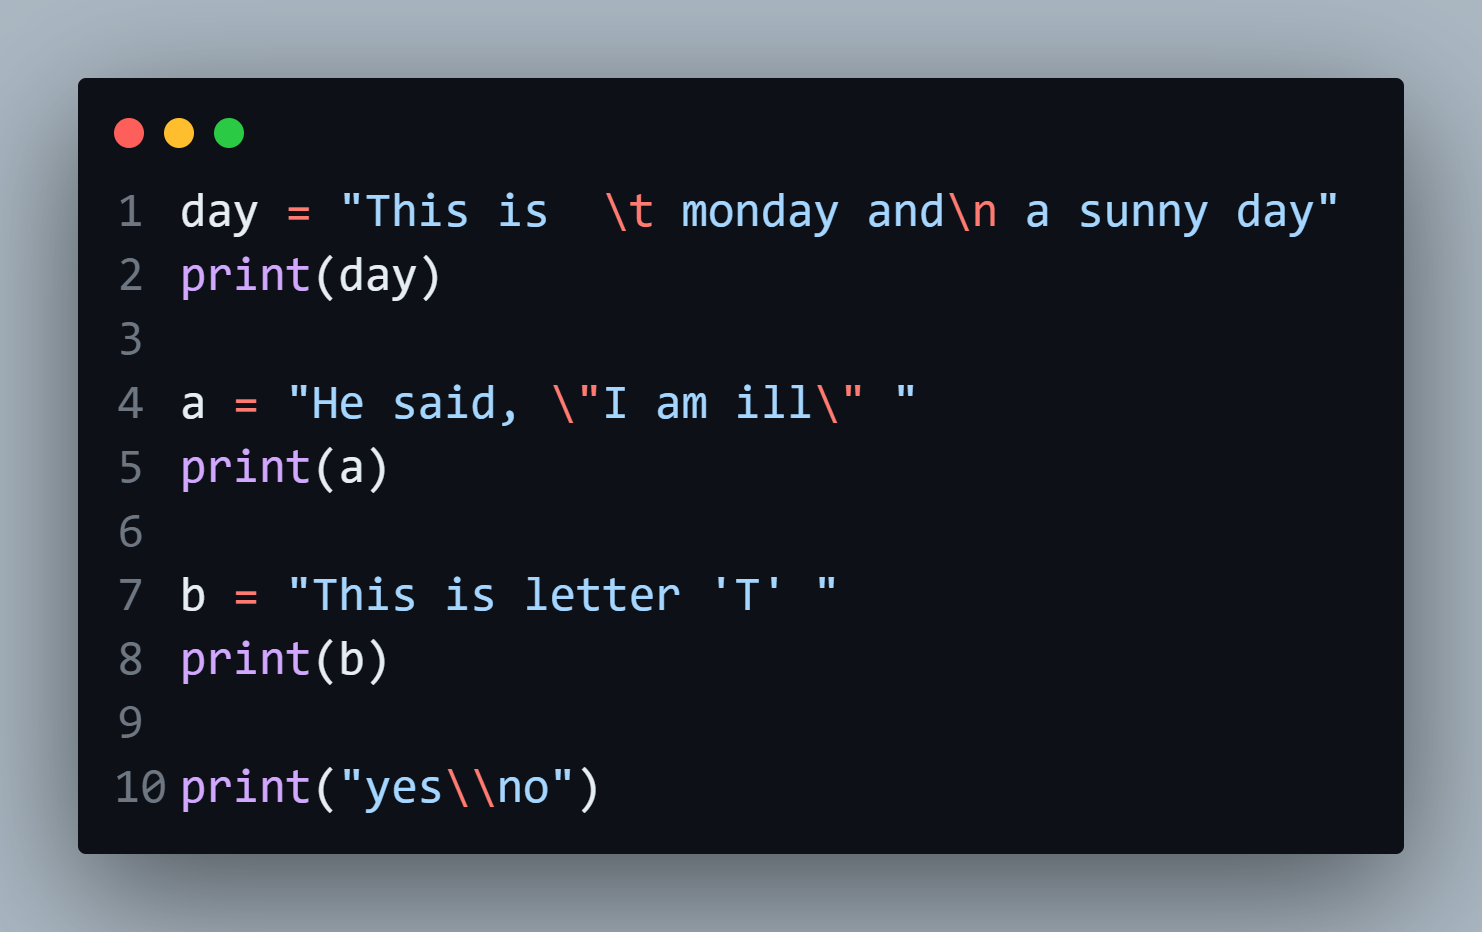 1 day = "This is  \t monday and\n a sunny day"
2 print(day)
3
4 a = "He said, \"I am ill\" "
5 print(a)
6
7 b = "This is letter 'T' "
8 print(b)
9
10 print("yes\\no")